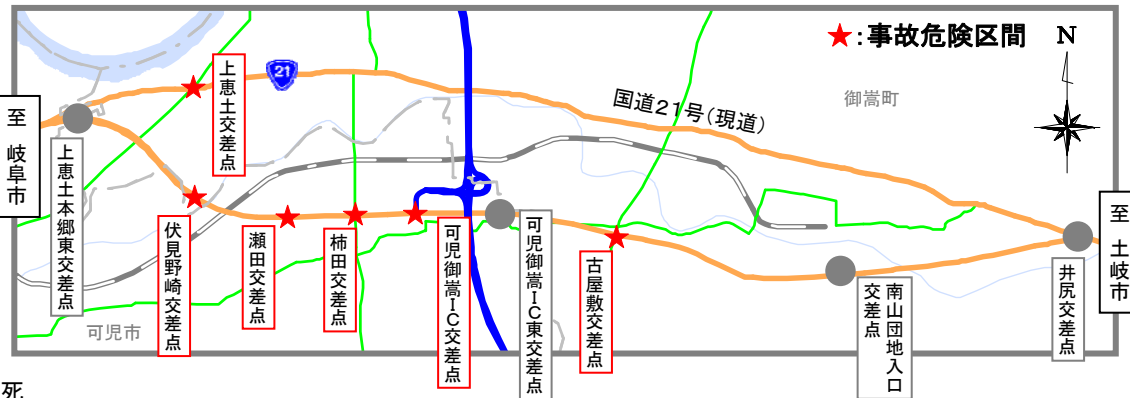 ★:事故危険区間
N
21
国道21号(現道)
御嵩町
至 岐阜市
至 土岐市
上恵土本郷東交差点
上恵土交差点
伏見野崎交差点
瀬田交差点
柿田交差点
可児御嵩IC交差点
可児御嵩IC東交差点
古屋敷交差点
南山団地入口
交差点
井尻交差点
可児市
死